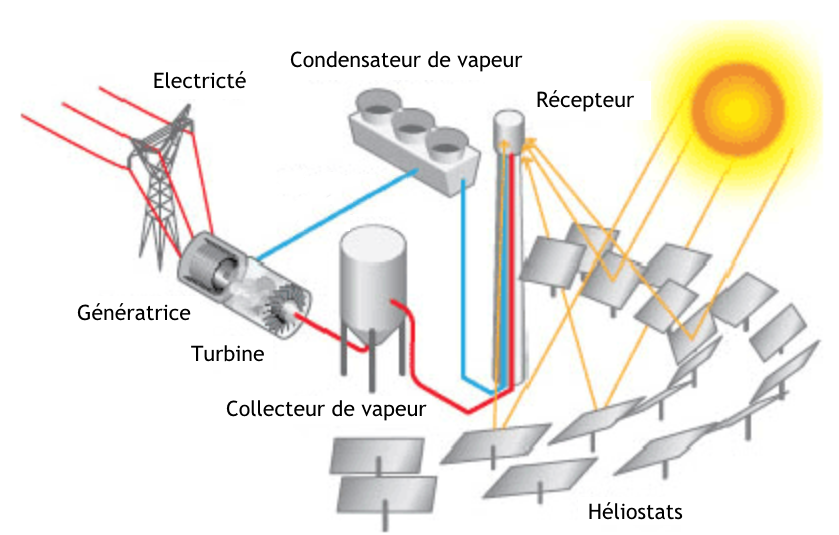 Condensateur de vapeur
Electricté
Récepteur
Génératrice
Turbine
Collecteur de vapeur
Héliostats